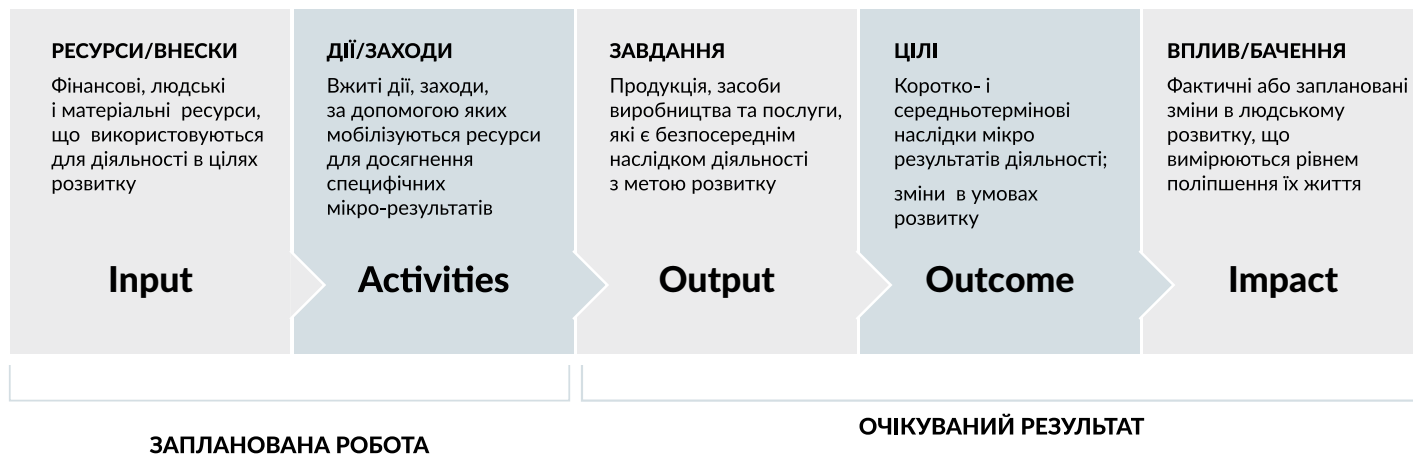 РЕСУРСИ/ВНЕСКИ
Фінансові, людські
і матеріальні ресурси,
що використовуються
для діяльності в цілях
розвитку
Input
ДІЇ/ЗАХОДИ
Вжиті дії, заходи,
за допомогою яких
мобілізуються ресурси
для досягнення
специфічних
мікро-результатів
Activities
ЗАВДАННЯ
Продукція, засоби
виробництва та послуги,
які є безпосереднім
наслідком діяльності
з метою розвитку
Output
ЦІЛІ
Коротко- і
середньотермінові
наслідки мікро
результатів діяльності;
зміни в умовах
розвитку
Outcome
ВПЛИВ/БАЧЕННЯ
Фактичні або заплановані
зміни в людському
розвитку, що
вимірюються рівнем
поліпшення їх життя
Impact
ЗАПЛАНОВАНА РОБОТА
ОЧІКУВАНИЙ РЕЗУЛЬТАТ